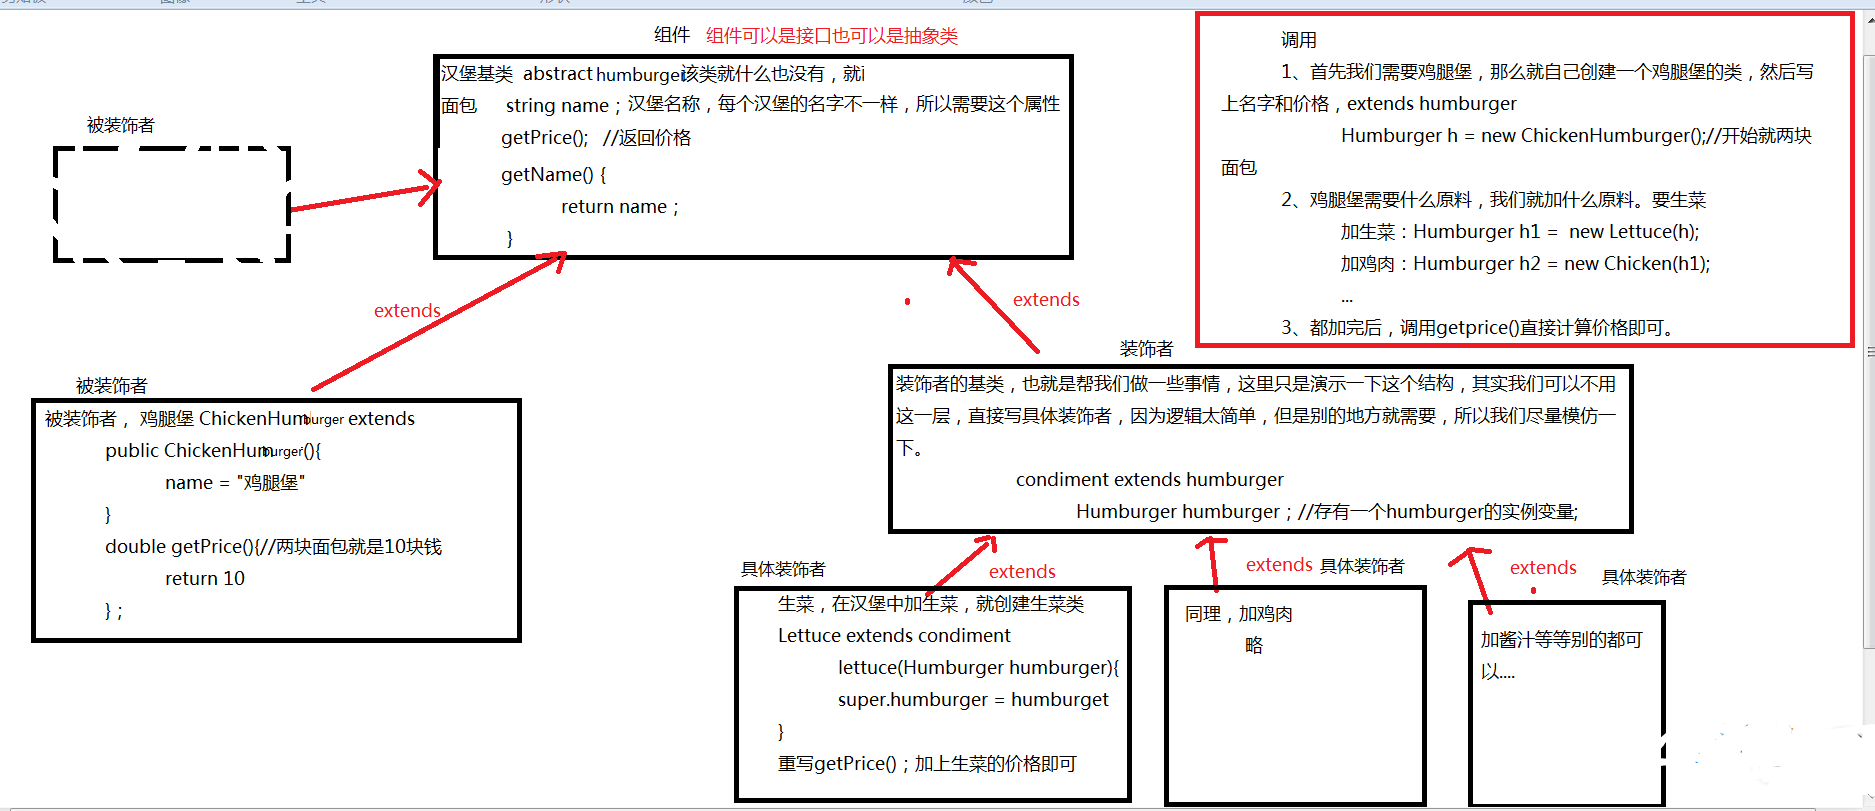 组件 组件可以是接口也可以是抽象类
汉堡基类 abstract humburger该类就什么也没有，就
面包 string name；汉堡名称，每个汉堡的名字不一样，所以需要这个属性
getPrice(); //返回价格
getName() {
return name；
}
被装饰者
调用
1、首先我们需要鸡腿堡，那么就自己创建一个鸡腿堡的类，然后写
上名字和价格，extends humburger
Humburger h = new ChickenHumburger();//开始就两块
面包
2、鸡腿堡需要什么原料，我们就加什么原料。要生菜
加生菜：Humburger h1 = new Lettuce(h);
加鸡肉：Humburger h2 = new Chicken(h1);
...
3、都加完后，调用getprice()直接计算价格即可。
extends
extends
被装饰者
被装饰者， 鸡腿堡 ChickenHumburger extends
public ChickenHumburger(){
name = "鸡腿堡"
}
double getPrice(){//两块面包就是10块钱
return 10
}；
装饰者
装饰者的基类，也就是帮我们做一些事情，这里只是演示一下这个结构，其实我们可以不用
这一层，直接写具体装饰者，因为逻辑太简单，但是别的地方就需要，所以我们尽量模仿一
下。
condiment extends humburger
Humburger humburger；//存有一个humburger的实例变量;
具体装饰者
extends
生菜，在汉堡中加生菜，就创建生菜类
Lettuce extends condiment
lettuce(Humburger humburger){
super.humburger = humburget
}
重写getPrice()；加上生菜的价格即可
extends 具体装饰者
同理，加鸡肉
略
extends
具体装饰者
加酱汁等等别的都可
以....